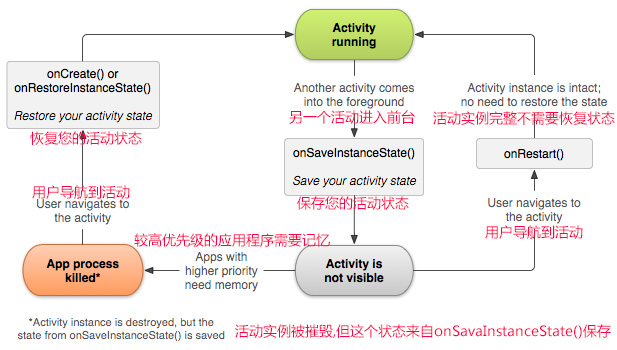 Activity
running
onCreate() or
onRestoreInstanceState()
Restore your activity state
恢复您的活动状态
Another activity comes
into the foreground
另一个活动进入前台
Activity instance is intact;
no need to restore the state
活动实例完整不需要恢复状态
onSaveInstanceState()
Save your activity state
保存您的活动状态
onRestart()
用户导航到活动
User navigates to
the activity
User navigates to
the activity
用户导航到活动
较高优先级的应用程序需要记忆
App process
killed*
Apps with
higher priority
need memory
Activity is
not visible
*Activity instance is destroyed, but the
state from onSaveInstanceState() is saved
活动实例被摧毁,但这个状态来自onSavaInstanceState()保存